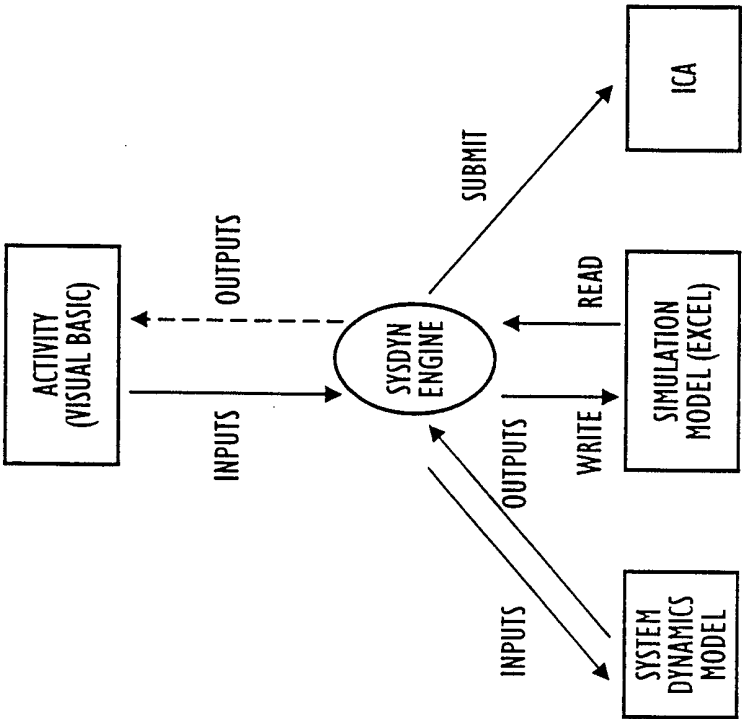 ACTIVITY
(VISUAL BASIC)
INPUTS
OUTPUTS
SYSDYN
ENGINE
SUBMIT
INPUTS
OUTPUTS
WRITE
READ
SYSTEM
DYNAMICS
MODEL
SIMULATION
MODEL (EXCEL)
ICA